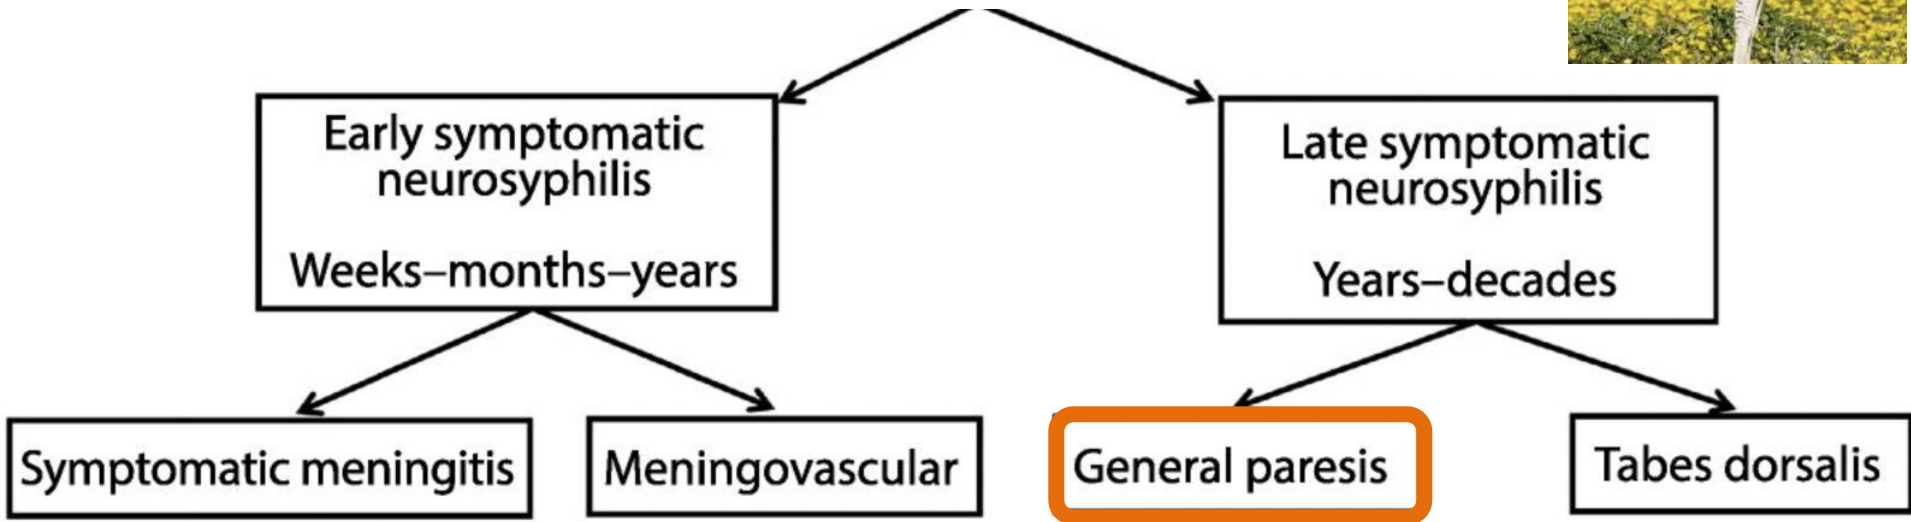 Early symptomatic
neurosyphilis
Weeks–months–years
Late symptomatic
neurosyphilis
Years–decades
Symptomatic meningitis
Meningovascular
General paresis
Tabes dorsalis